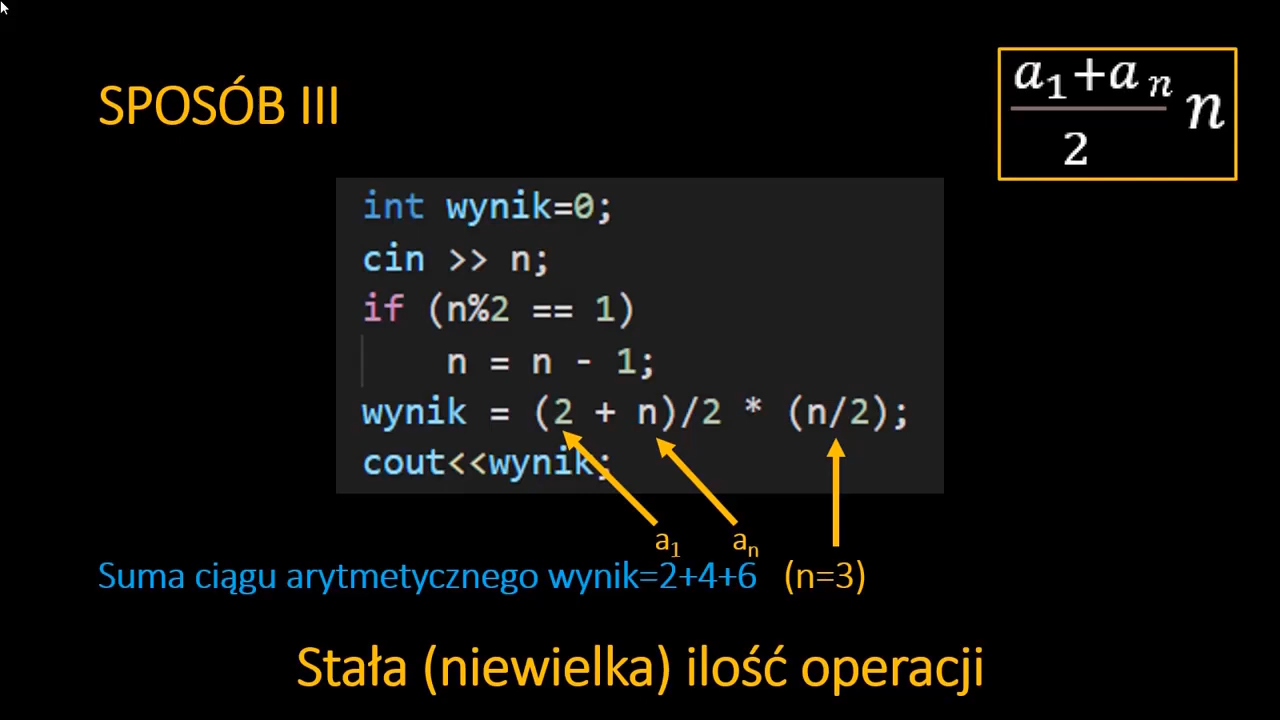 SPOSÓB III
a₁+aₙ
2
n
int wynik=0;
cin >> n;
if (n%2 == 1)
n = n - 1;
wynik = (2 + n)/2 * (n/2);
cout<<wynik;
a₁ aₙ
Suma ciągu arytmetycznego wynik=2+4+6 (n=3)
Stała (niewielka) ilość operacji